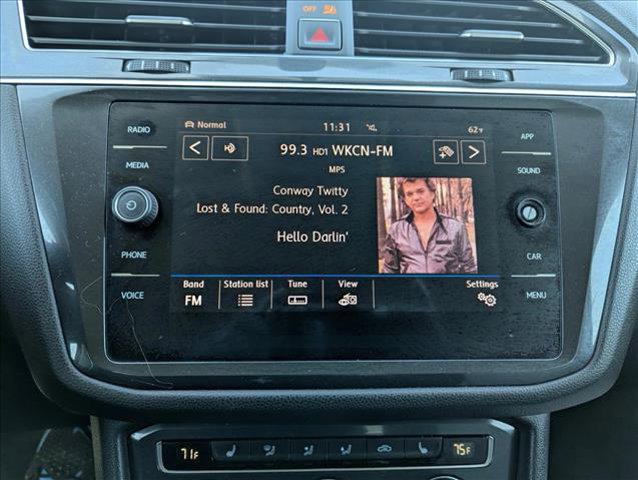 OFF
RADIO
MEDIA
PHONE
VOICE
Normal
11:31
62°F
99.3 HD1 WKCN-FM
MPS
Conway Twitty
Lost & Found: Country, Vol. 2
Hello Darlin'
Band
FM
Station list
Tune
View
Settings
APP
SOUND
CAR
MENU
71F
75F